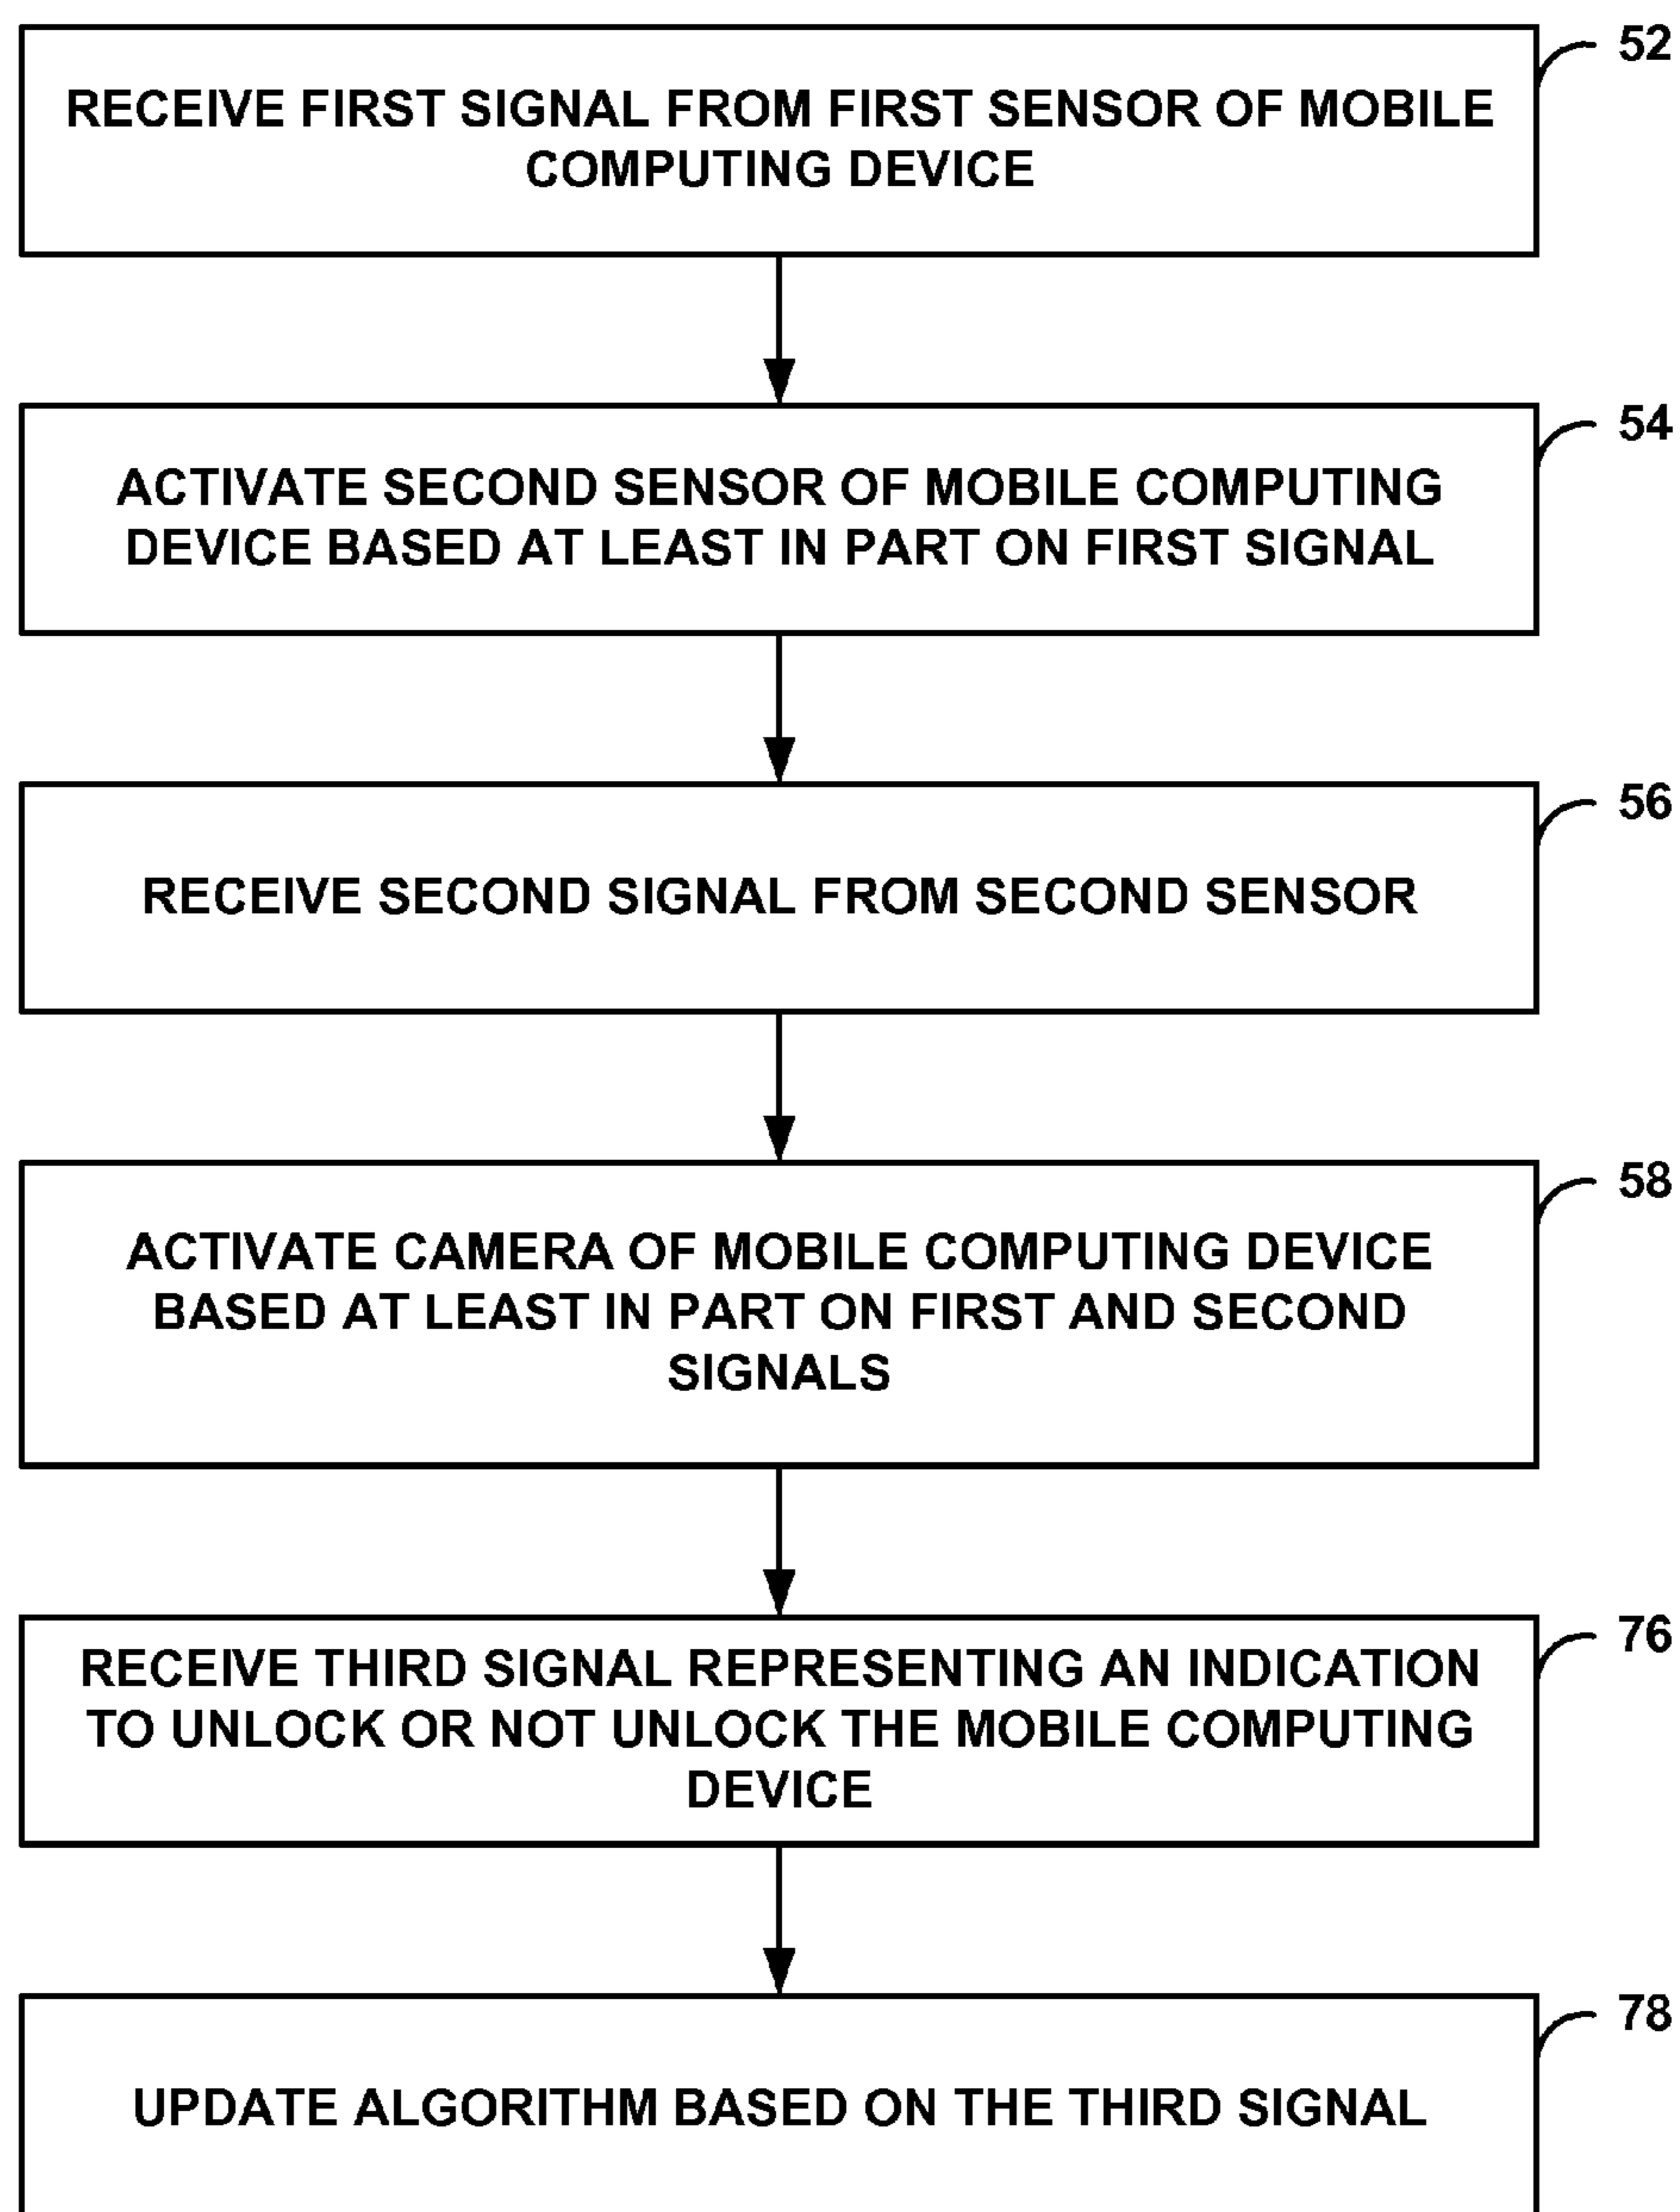 52
RECEIVE FIRST SIGNAL FROM FIRST SENSOR OF MOBILE
COMPUTING DEVICE
54
ACTIVATE SECOND SENSOR OF MOBILE COMPUTING
DEVICE BASED AT LEAST IN PART ON FIRST SIGNAL
56
RECEIVE SECOND SIGNAL FROM SECOND SENSOR
58
ACTIVATE CAMERA OF MOBILE COMPUTING DEVICE
BASED AT LEAST IN PART ON FIRST AND SECOND
SIGNALS
76
RECEIVE THIRD SIGNAL REPRESENTING AN INDICATION
TO UNLOCK OR NOT UNLOCK THE MOBILE COMPUTING
DEVICE
78
UPDATE ALGORITHM BASED ON THE THIRD SIGNAL